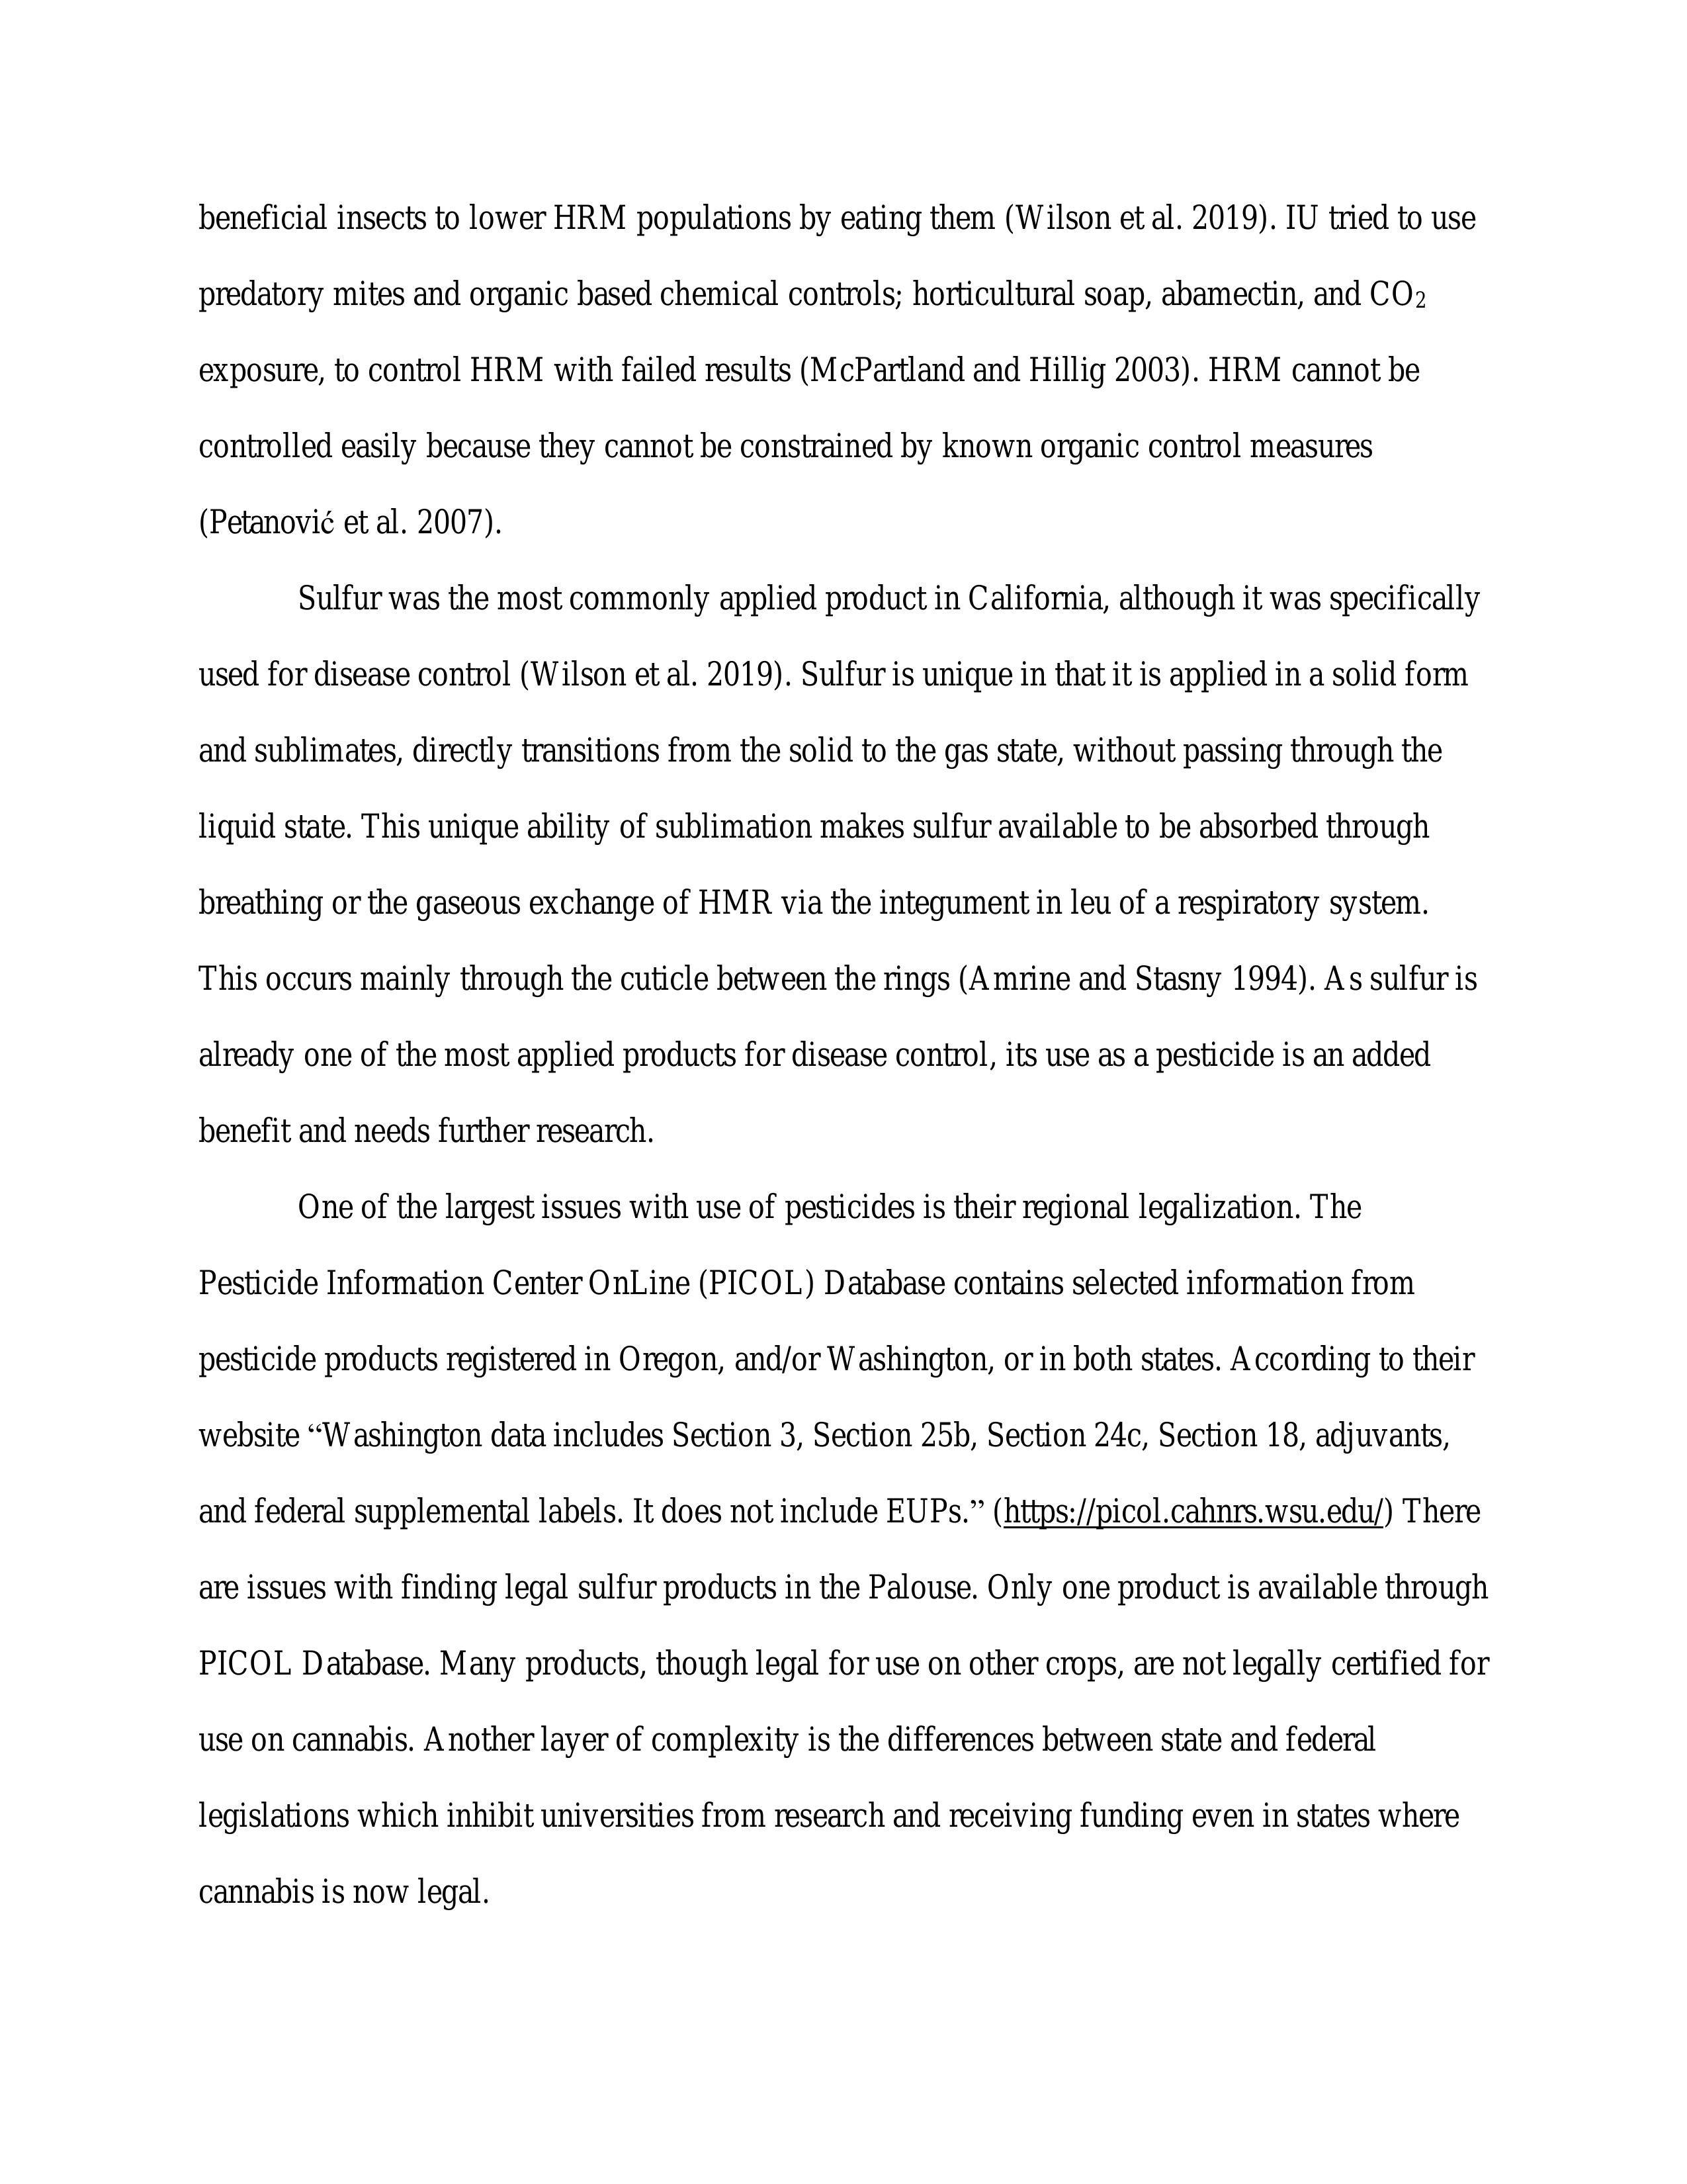 beneficial insects to lower HRM populations by eating them (Wilson et al. 2019). IU tried to use
predatory mites and organic based chemical controls; horticultural soap, abamectin, and CO₂
exposure, to control HRM with failed results (McPartland and Hillig 2003). HRM cannot be
controlled easily because they cannot be constrained by known organic control measures
(Petanović et al. 2007).
Sulfur was the most commonly applied product in California, although it was specifically
used for disease control (Wilson et al. 2019). Sulfur is unique in that it is applied in a solid form
and sublimates, directly transitions from the solid to the gas state, without passing through the
liquid state. This unique ability of sublimation makes sulfur available to be absorbed through
breathing or the gaseous exchange of HMR via the integument in leu of a respiratory system.
This occurs mainly through the cuticle between the rings (Amrine and Stasny 1994). As sulfur is
already one of the most applied products for disease control, its use as a pesticide is an added
benefit and needs further research.
One of the largest issues with use of pesticides is their regional legalization. The
Pesticide Information Center OnLine (PICOL) Database contains selected information from
pesticide products registered in Oregon, and/or Washington, or in both states. According to their
website “Washington data includes Section 3, Section 25b, Section 24c, Section 18, adjuvants,
and federal supplemental labels. It does not include EUPs.” (https://picol.cahnrs.wsu.edu/) There
are issues with finding legal sulfur products in the Palouse. Only one product is available through
PICOL Database. Many products, though legal for use on other crops, are not legally certified for
use on cannabis. Another layer of complexity is the differences between state and federal
legislations which inhibit universities from research and receiving funding even in states where
cannabis is now legal.